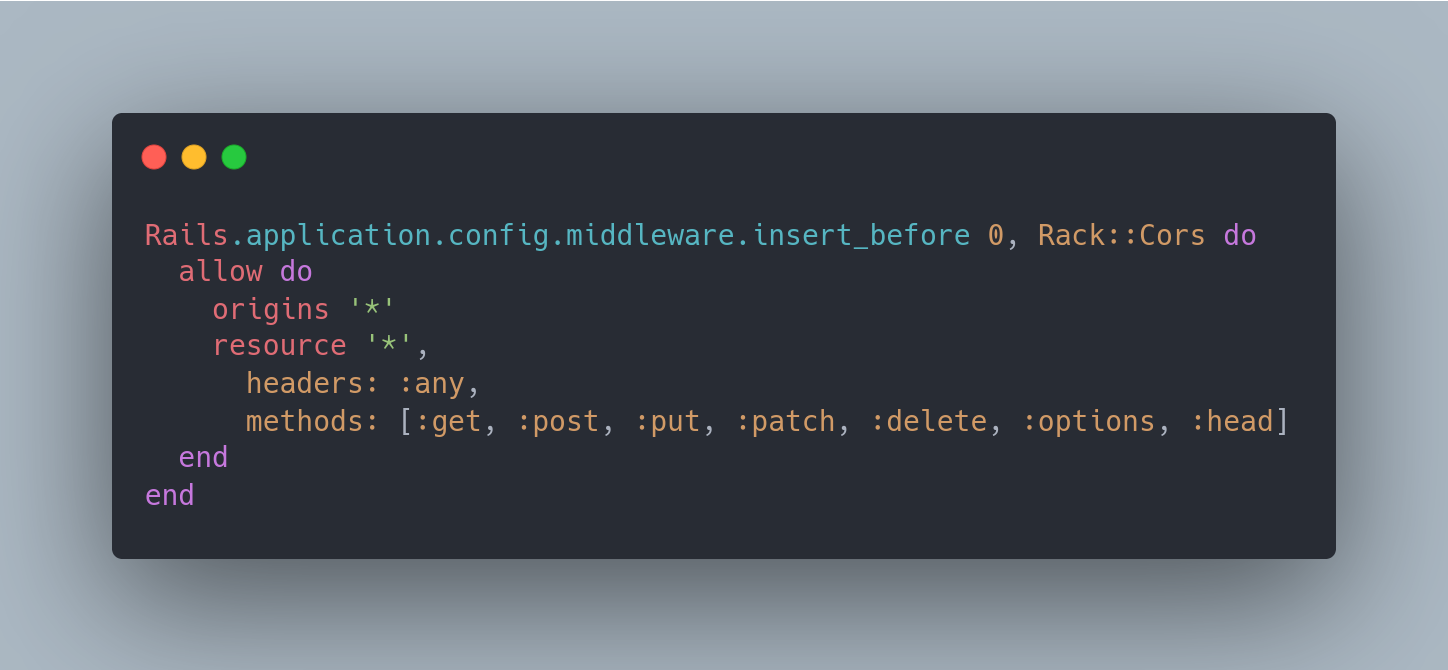 Rails.application.config.middleware.insert_before 0, Rack::Cors do
  allow do
    origins '*'
    resource '*',
      headers: :any,
      methods: [:get, :post, :put, :patch, :delete, :options, :head]
  end
end